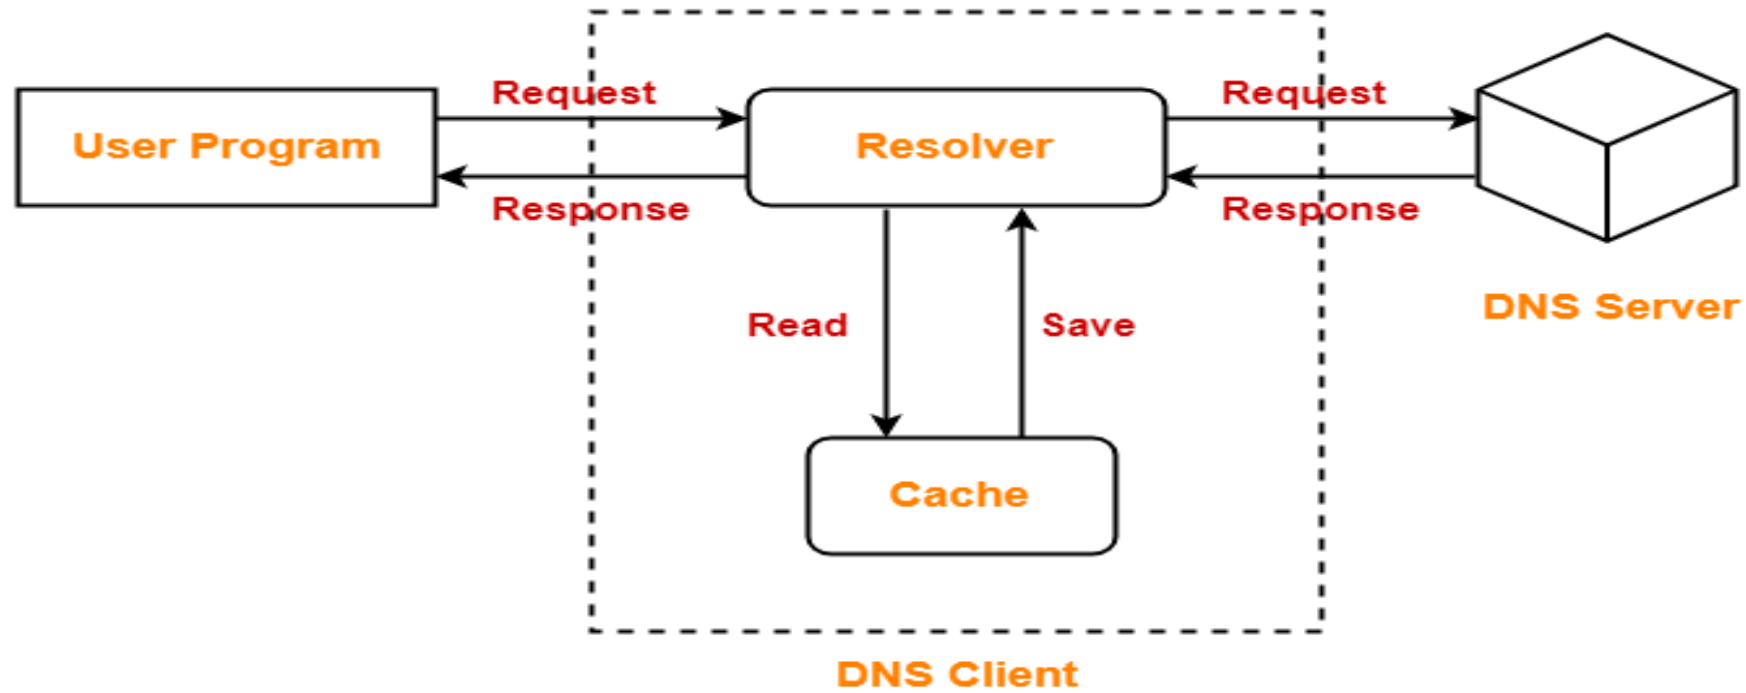 Request
Request
User Program
Resolver
Response
Response
DNS Server
Read
Save
Cache
DNS Client